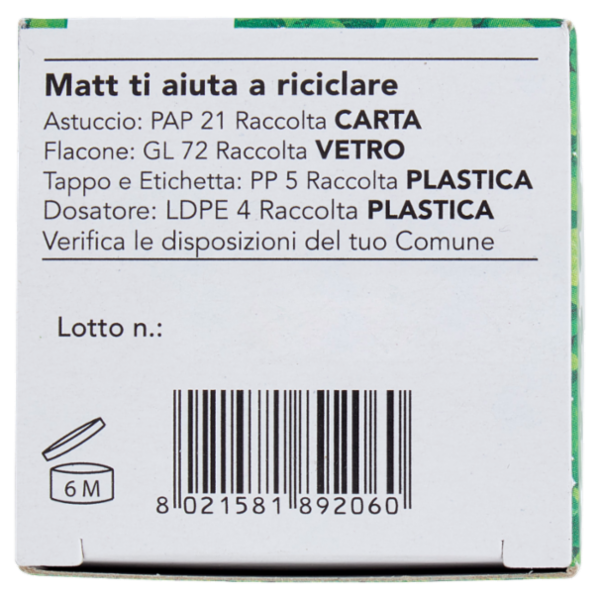 Matt ti aiuta a riciclare
Astuccio: PAP 21 Raccolta CARTA
Flacone: GL 72 Raccolta VETRO
Tappo e Etichetta: PP 5 Raccolta PLASTICA
Dosatore: LDPE 4 Raccolta PLASTICA
Verifica le disposizioni del tuo Comune
Lotto n.:
6 M
8 021581 892060